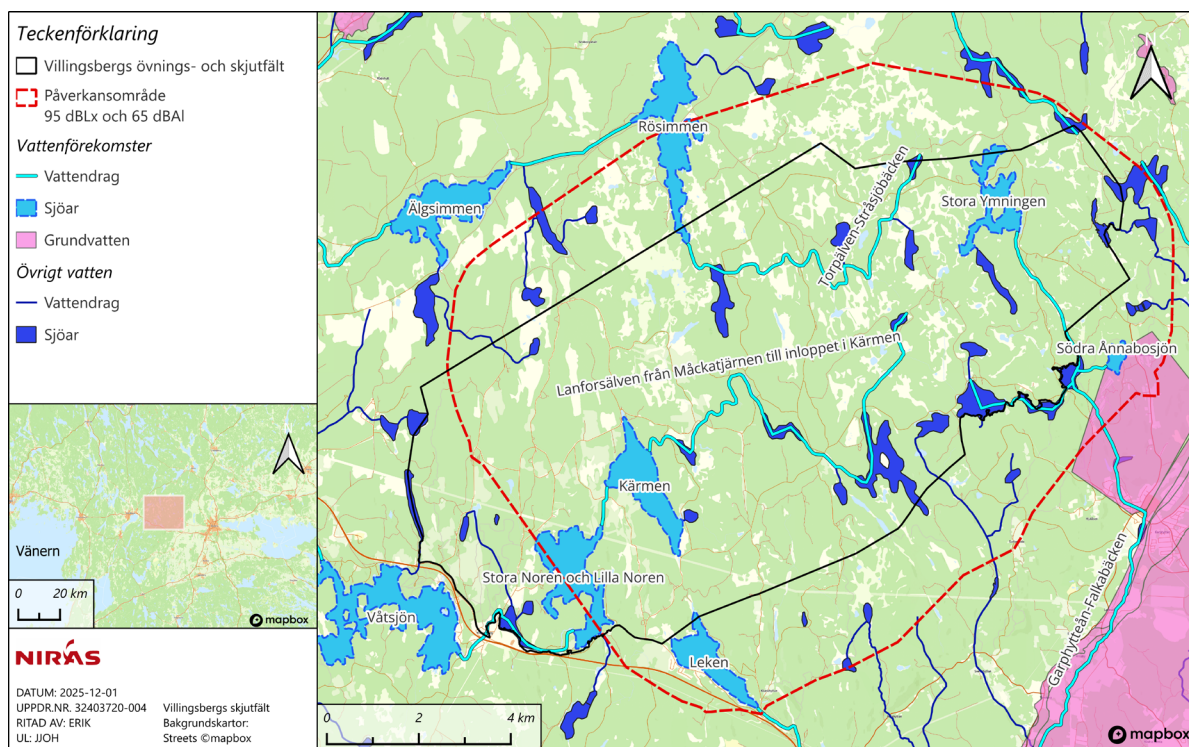 Teckenförklaring
Villingsbergs övnings- och skjutfält
Påverkansområde
95 dBLx och 65 dBAl
Vattenförekomster
Vattendrag
Sjöar
Grundvatten
Övrigt vatten
Vattendrag
Sjöar
Vänern
0 20 km
mapbox
NIRÁS
DATUM: 2025-12-01
UPPDR.NR. 32403720-004
RITAD AV: ERIK
UL: JJOH
Villingsbergs skjutfält
Bakgrundskartor:
Streets ©mapbox
Rösimmen
Älgsimmen
Torpälven-Stråsjöbäcken
Stora Ymningen
Södra Ånnabosjön
Lanforsälven från Måckatjärnen till inloppet i Kärmen
Kärmen
Stora Noren och Lilla Noren
Våtsjön
Leken
Garphytteån-Falkabäcken
0 2 4 km
mapbox